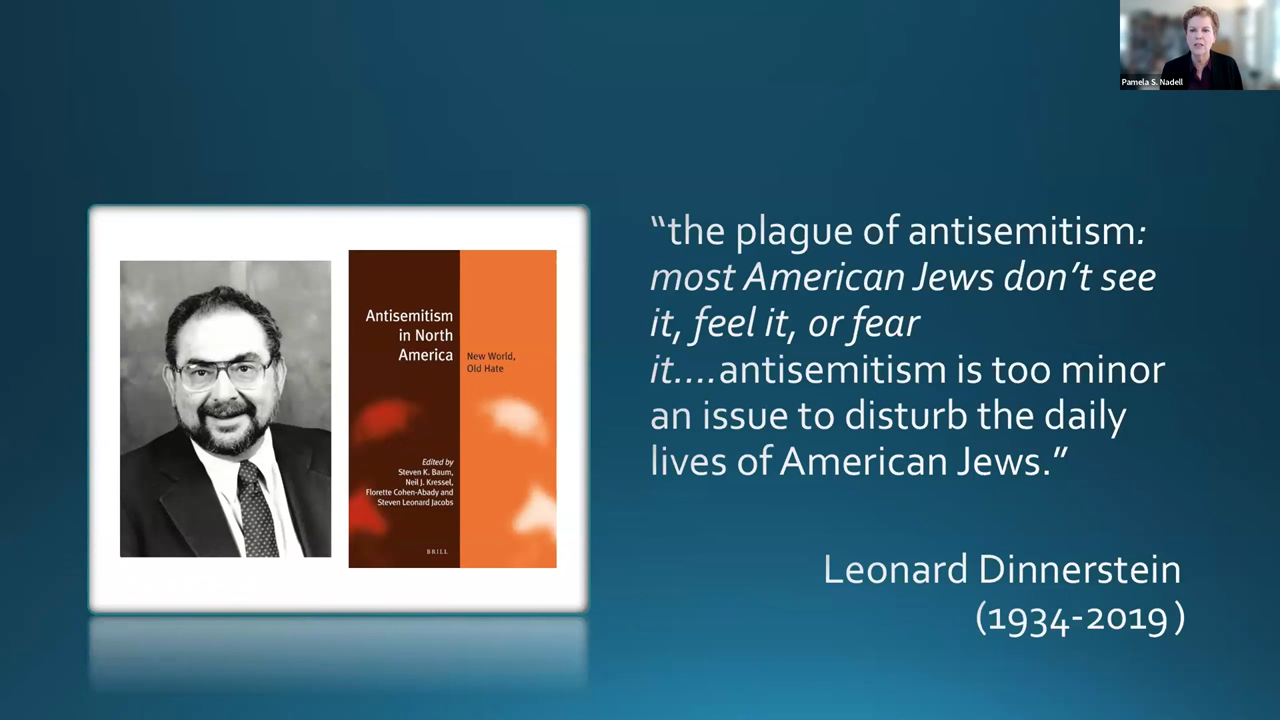 Pamela S. Nadell
Antisemitism
in North
America
New World,
Old Hate
Edited by
Steven K. Baum,
Neil J. Kressel,
Florette Cohen-Abady and
Steven Leonard Jacobs
BRILL
“the plague of antisemitism:
most American Jews don’t see
it, feel it, or fear
it....antisemitism is too minor
an issue to disturb the daily
lives of American Jews.”
Leonard Dinnerstein
(1934-2019)